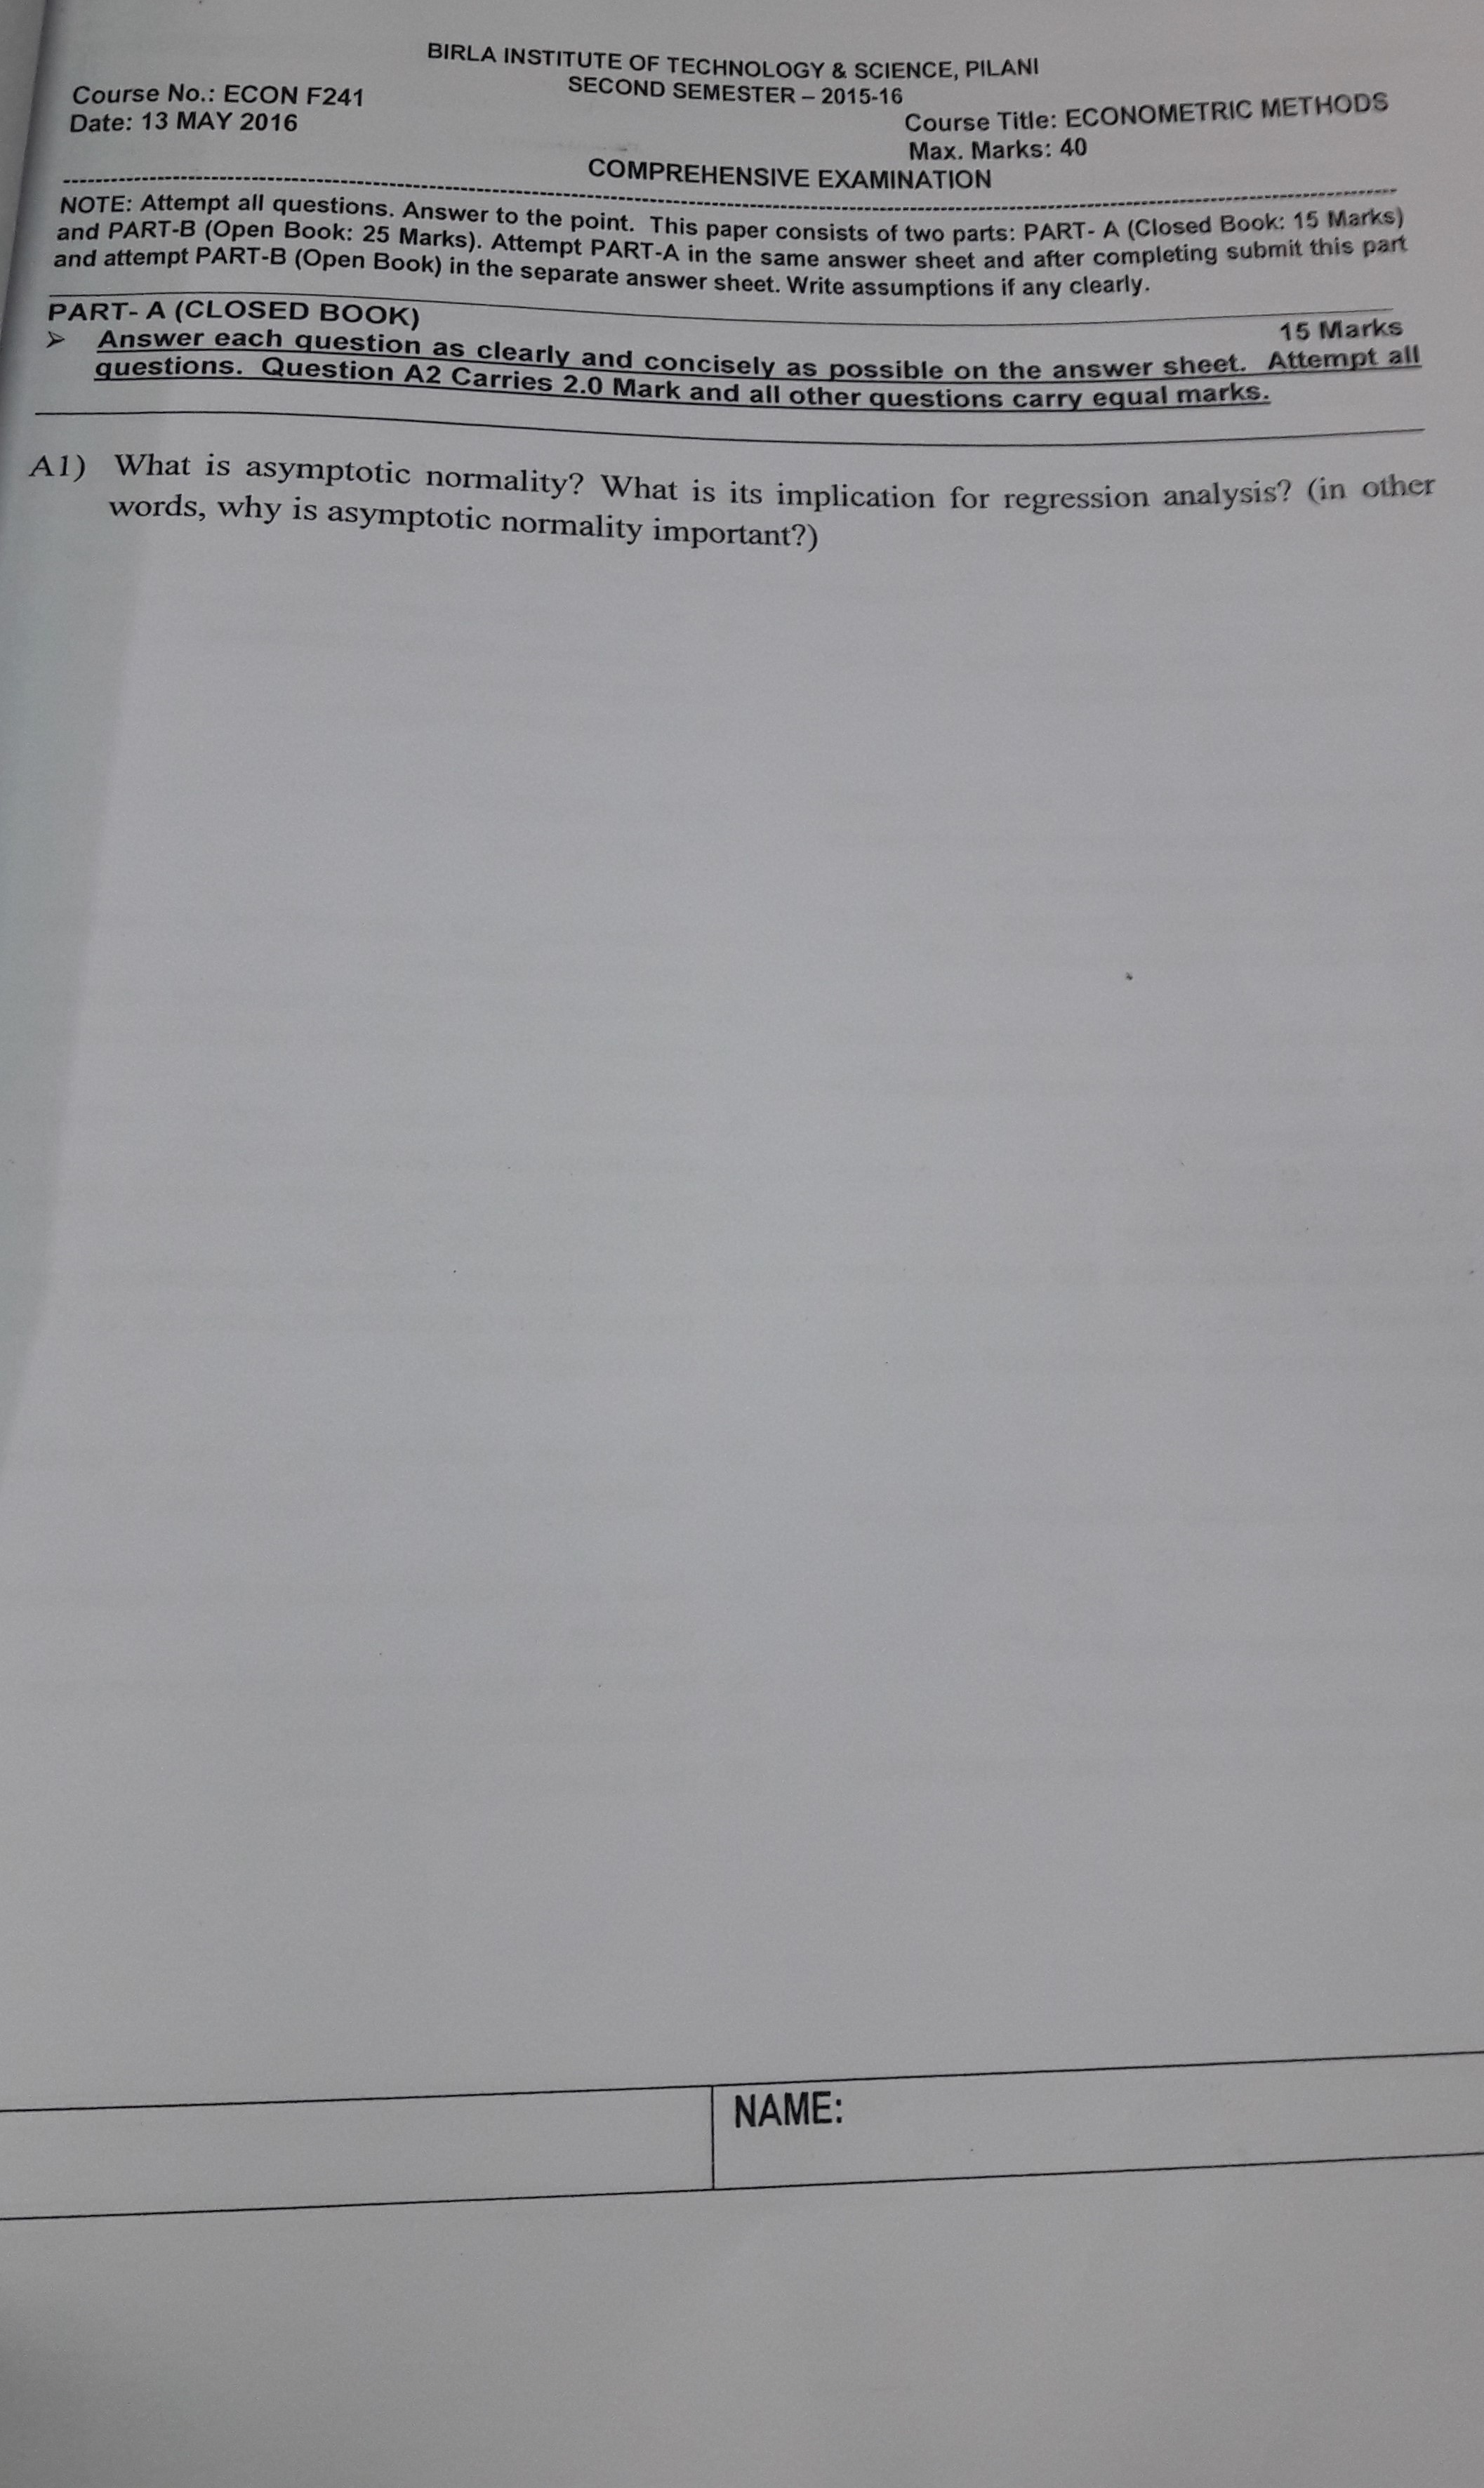 BIRLA INSTITUTE OF TECHNOLOGY & SCIENCE, PILANI
SECOND SEMESTER – 2015-16
Course No.: ECON F241
Course Title: ECONOMETRIC METHODS
Date: 13 MAY 2016
Max. Marks: 40
COMPREHENSIVE EXAMINATION
NOTE: Attempt all questions. Answer to the point. This paper consists of two parts: PART- A (Closed Book: 15 Marks)
and PART-B (Open Book: 25 Marks). Attempt PART-A in the same answer sheet and after completing submit this part
and attempt PART-B (Open Book) in the separate answer sheet. Write assumptions if any clearly.
PART- A (CLOSED BOOK)
15 Marks
➢ Answer each question as clearly and concisely as possible on the answer sheet. Attempt all
questions. Question A2 Carries 2.0 Mark and all other questions carry equal marks.
A1) What is asymptotic normality? What is its implication for regression analysis? (in other
words, why is asymptotic normality important?)
NAME: